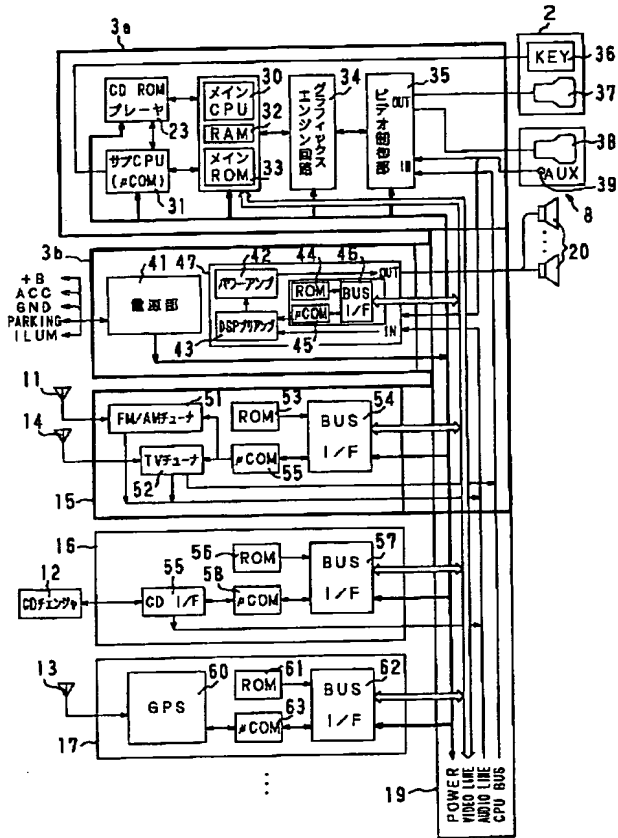 3a
2
KEY
36
37
38
AUX
39
8
20
CD ROM
プレーヤ
23
サブCPU
(μCOM)
31
メイン
CPU
30
RAM
32
メイン
ROM
33
グラフィックス
エンジン回路
34
ビデオ制御部
OUT
IN
35
3b
+B
ACC
GND
PARKING
ILUM
41
電源部
47
42
パワーアンプ
DSPプリアンプ
43
44
ROM
μCOM
45
46
BUS
I/F
OUT
IN
11
14
51
FM/AMチューナ
TVチューナ
52
ROM
53
μCOM
55
54
BUS
I/F
15
16
12
CDチェンジャ
55
CD I/F
56
ROM
58
μCOM
57
BUS
I/F
13
60
GPS
61
ROM
μCOM
63
62
BUS
I/F
17
19
POWER
VIDEO LINE
AUDIO LINE
CPU BUS